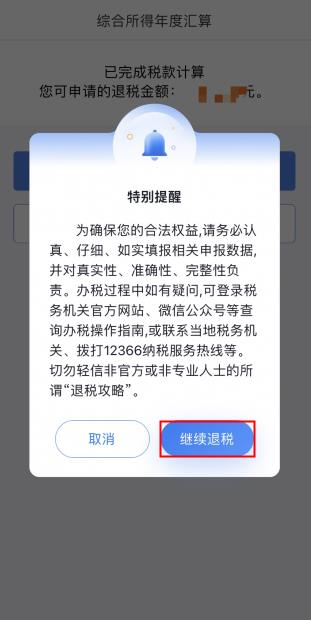 综合所得年度汇算
已完成税款计算
您可申请的退税金额：
元。
特别提醒
为确保您的合法权益,请务必认
真、仔细、如实填报相关申报数据,
并对真实性、准确性、完整性负
责。办税过程中如有疑问,可登录税
务机关官方网站、微信公众号等查
询办税操作指南,或联系当地税务机
关、拨打12366纳税服务热线等。
切勿轻信非官方或非专业人士的所
谓“退税攻略”。
取消
继续退税